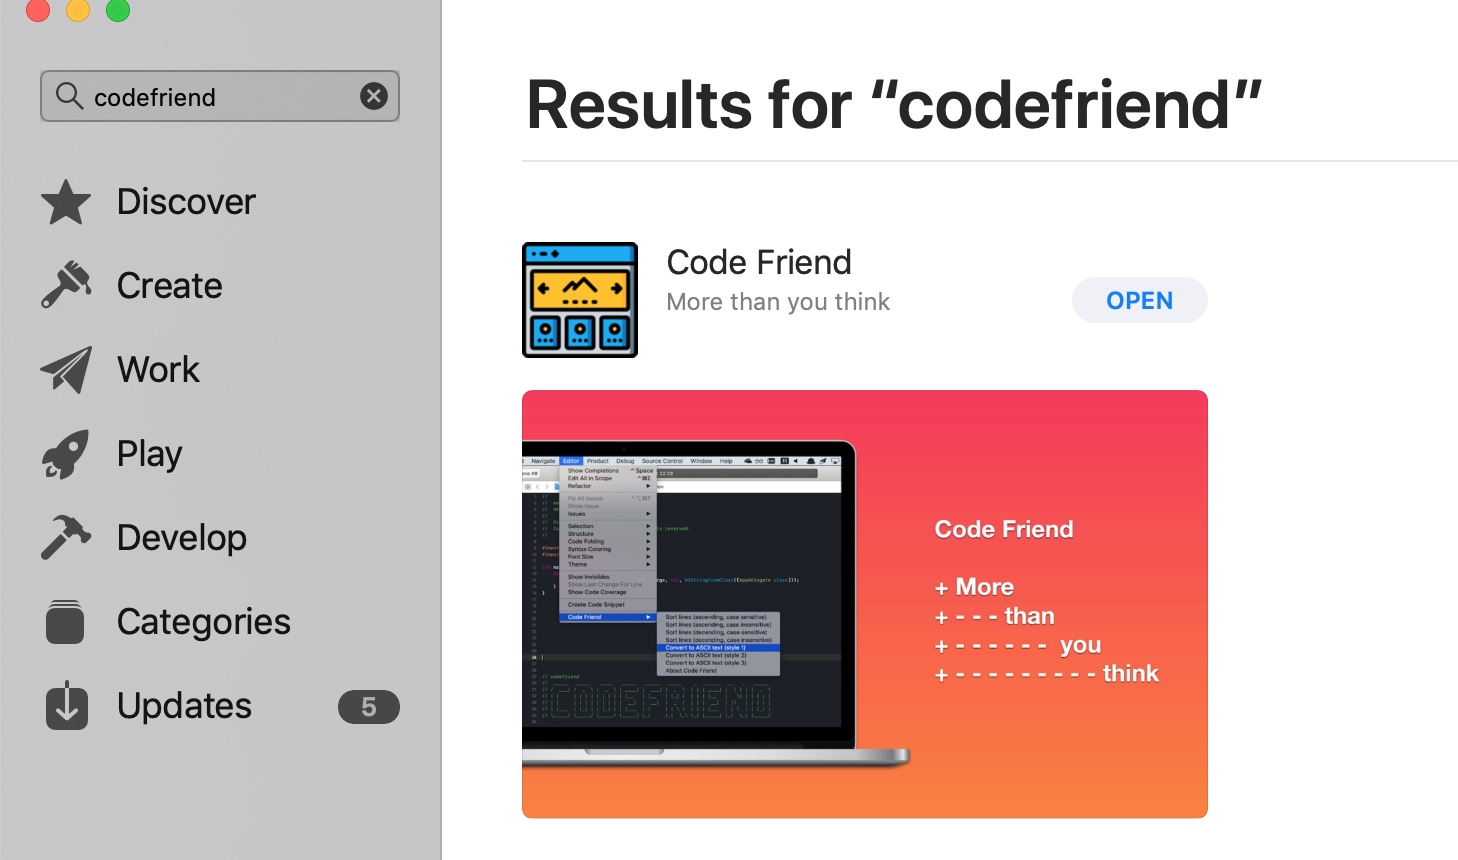 codefriend
Discover
Create
Work
Play
Develop
Categories
Updates
5
Results for “codefriend”
Code Friend
More than you think
OPEN
Navigate Editor Product Debug Source Control Window Help
Show Completions ^ Space
Edit All in Scope ^⌘E
Refactor
Fix All Issues
Show Issue
Issues
Selection
Structure
Code Folding
Syntax Coloring
Font Size
Theme
Show Invisibles
Show Last Change For Line
Show Code Coverage
Create Code Snippet
Code Friend
Sort lines (ascending, case sensitive)
Sort lines (ascending, case insensitive)
Sort lines (decending, case sensitive)
Sort lines (decending, case insensitive)
Convert to ASCII text (style 1)
Convert to ASCII text (style 2)
Convert to ASCII text (style 3)
About Code Friend
// codefriend
CODEFRIEND
Code Friend
+ More
+ - - - than
+ - - - - - - you
+ - - - - - - - - - think